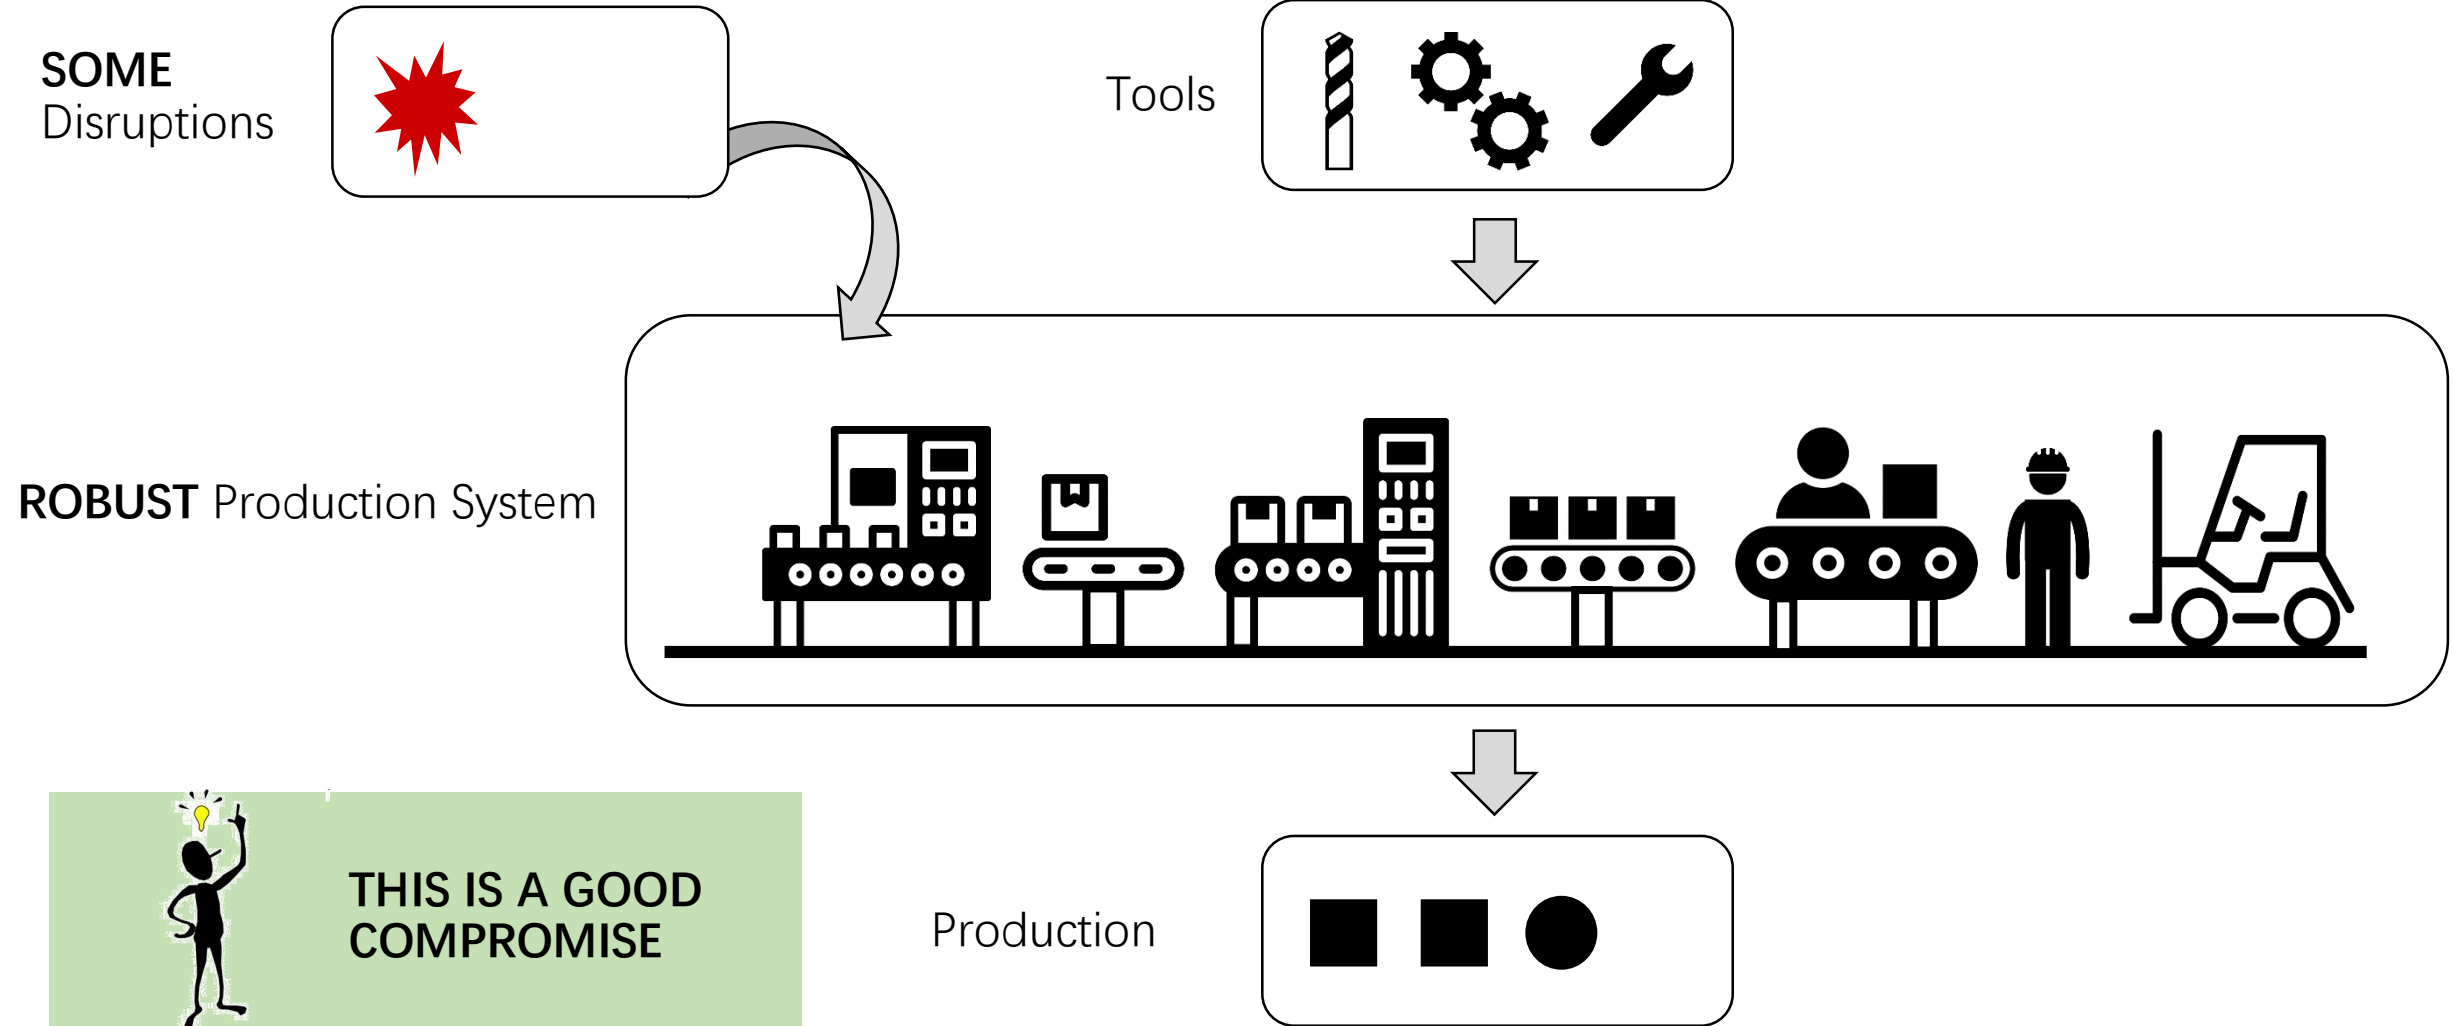 SOME
Disruptions
Tools
ROBUST Production System
THIS IS A GOOD
COMPROMISE
Production